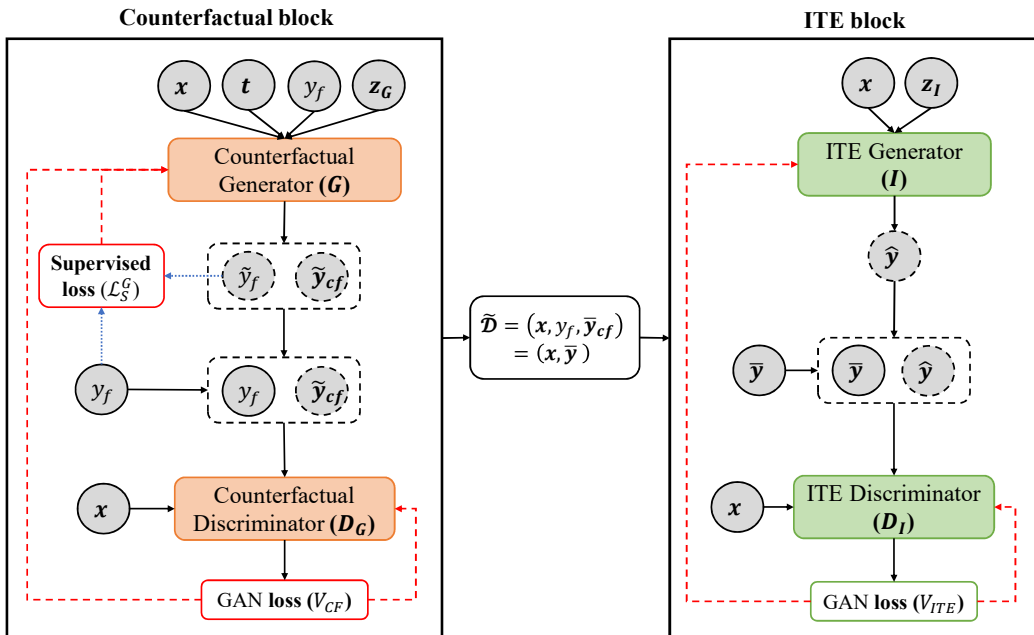 Counterfactual block
x
t
y_f
z_G
Counterfactual
Generator (G)
Supervised
loss (ℒ_S^G)
ỹ_f
ỹ_cf
y_f
y_f
ỹ_cf
x
Counterfactual
Discriminator (D_G)
GAN loss (V_CF)
𝒟̃ = (x, y_f, ȳ_cf)
= (x, ȳ )
ITE block
x
z_I
ITE Generator
(I)
ŷ
ȳ
ȳ
ŷ
x
ITE Discriminator
(D_I)
GAN loss (V_ITE)